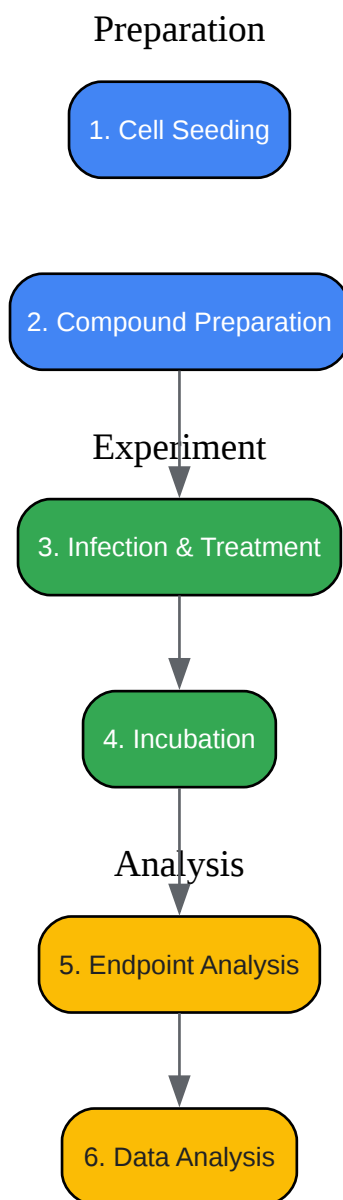 Preparation
1. Cell Seeding
2. Compound Preparation
Experiment
3. Infection & Treatment
4. Incubation
Analysis
5. Endpoint Analysis
6. Data Analysis